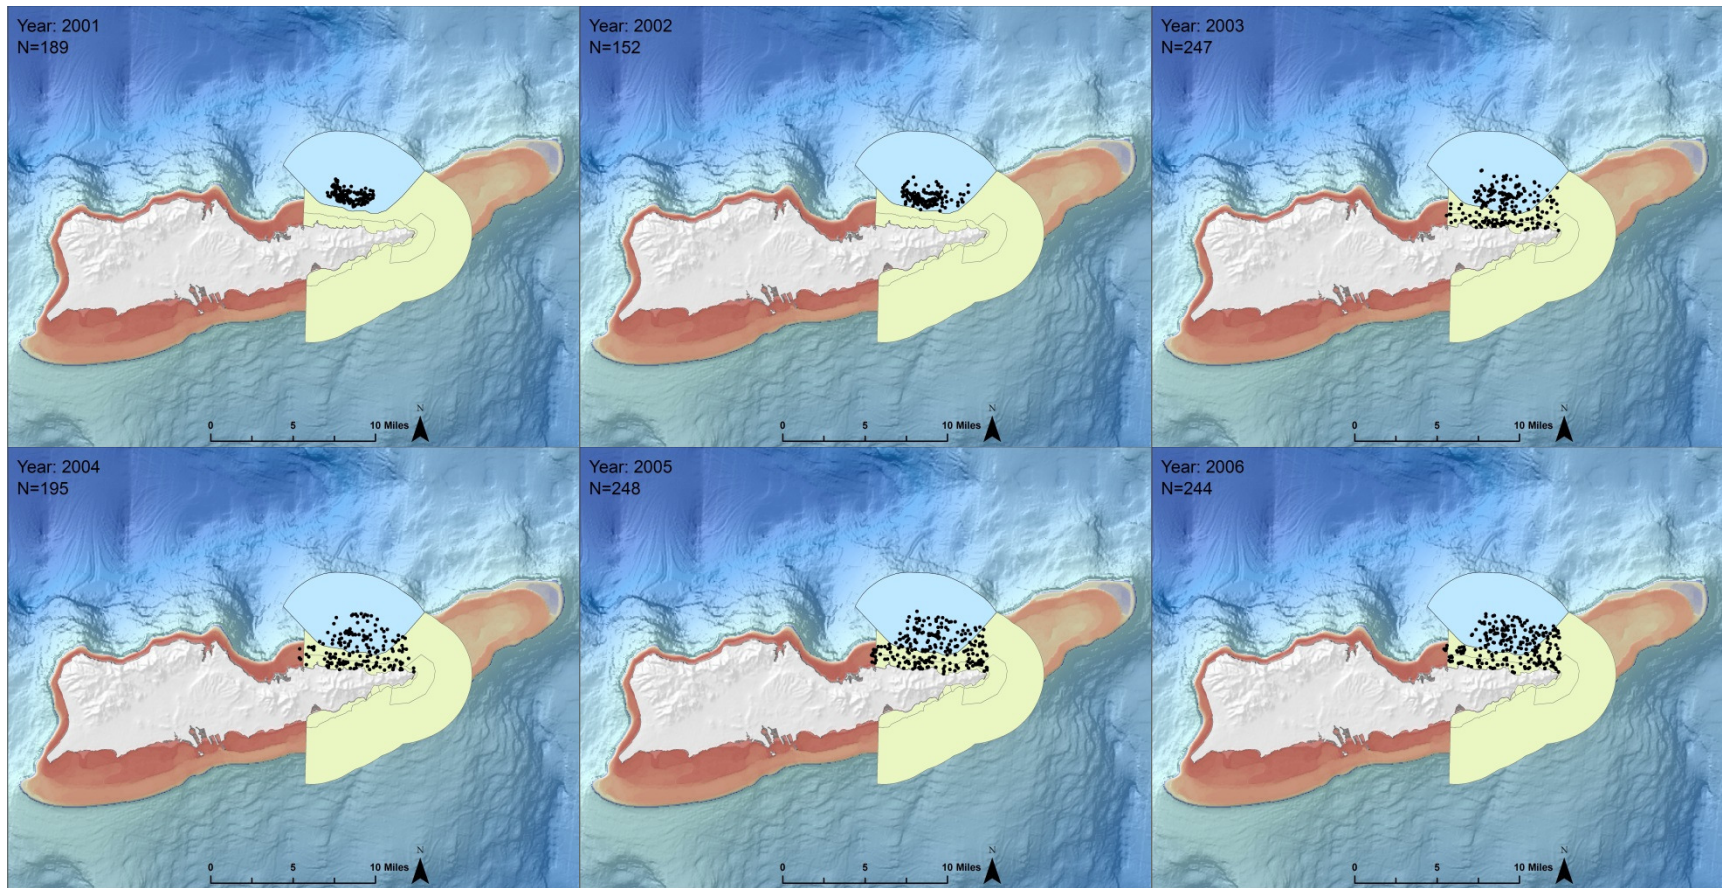 Year: 2001
N=189
N
0 5 10 Miles
Year: 2002
N=152
N
0 5 10 Miles
Year: 2003
N=247
N
0 5 10 Miles
Year: 2004
N=195
N
0 5 10 Miles
Year: 2005
N=248
N
0 5 10 Miles
Year: 2006
N=244
N
0 5 10 Miles